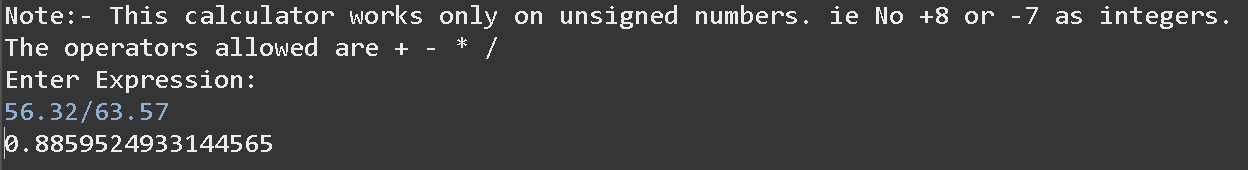 Note:- This calculator works only on unsigned numbers. ie No +8 or -7 as integers.
The operators allowed are + - * /
Enter Expression:
56.32/63.57
0.8859524933144565